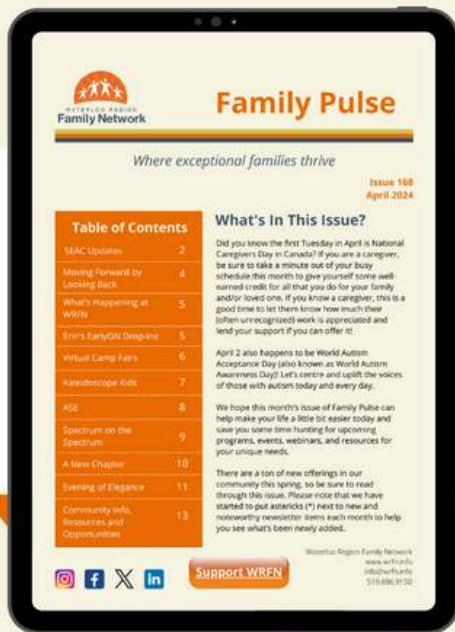 WATERLOO REGION
Family Network
Family Pulse
Where exceptional families thrive
Issue 168
April 2024
Table of Contents
SEAC Updates 2
Moving Forward by
Looking Back 4
What's Happening at
WRFN 5
Erin's EarlyON Drop-Ins 5
Virtual Camp Fairs 6
Kaleidoscope Kids 7
ASE 8
Spectrum on the
Spectrum 9
A New Chapter 10
Evening of Elegance 11
Community Info,
Resources and
Opportunities 13
What's In This Issue?
Did you know the first Tuesday in April is National
Caregivers Day in Canada? If you are a caregiver,
be sure to take a minute out of your busy
schedule this month to give yourself some well-
earned credit for all that you do for your family
and/or loved one. If you know a caregiver, this is a
good time to let them know how much their
(often unrecognized) work is appreciated and
lend your support if you can offer it!
April 2 also happens to be World Autism
Acceptance Day (also known as World Autism
Awareness Day)! Let's centre and uplift the voices
of those with autism today and every day.
We hope this month's issue of Family Pulse can
help make your life a little bit easier today and
save you some time hunting for upcoming
programs, events, webinars, and resources for
your unique needs.
There are a ton of new offerings in our
community this spring, so be sure to read
through this issue. Please note that we have
started to put astericks (*) next to new and
noteworthy newsletter items each month to help
you see what's been newly added.
Support WRFN
Waterloo Region Family Network
www.wrfn.info
info@wrfn.info
519-886-9150